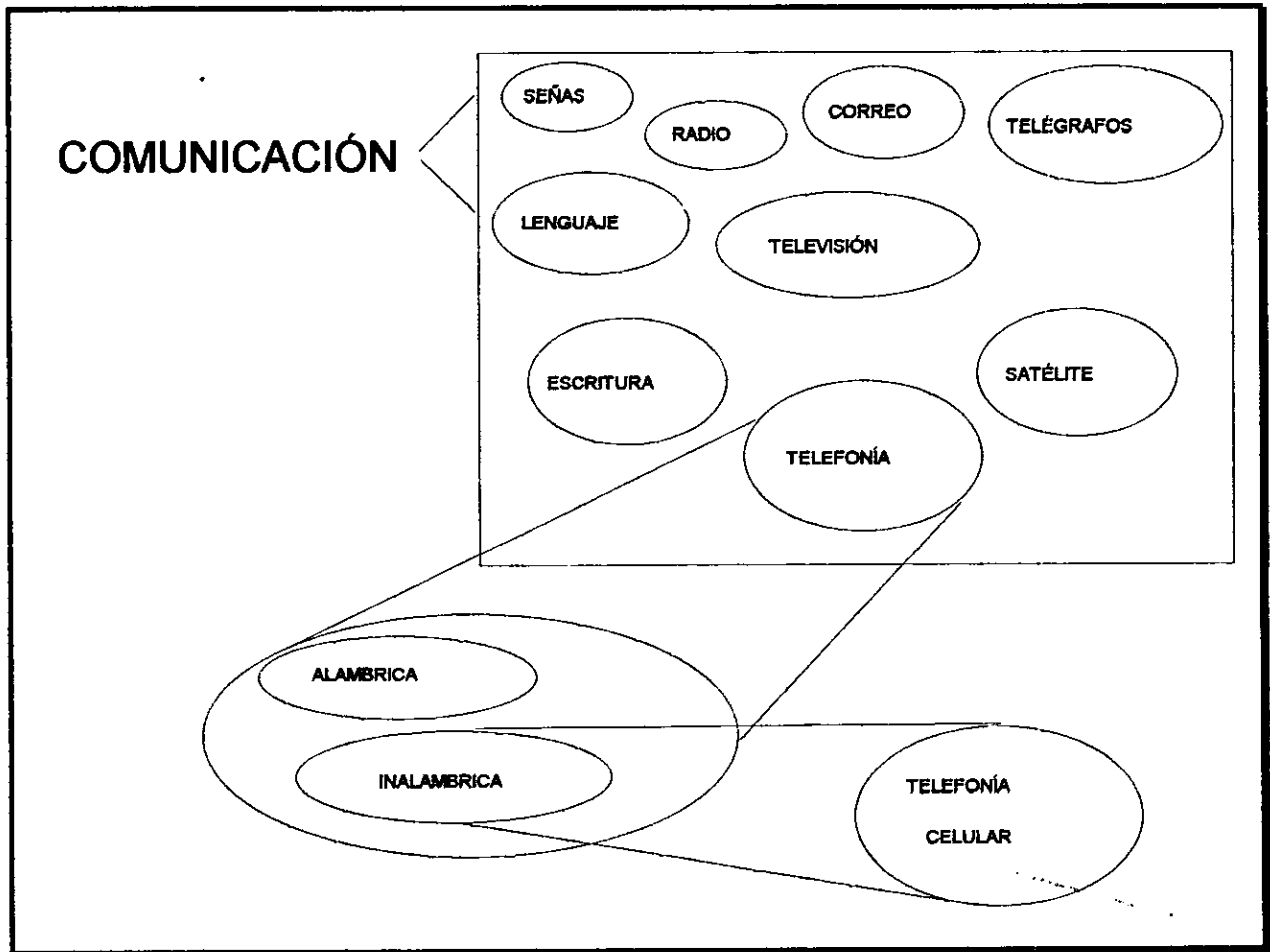 SEÑAS
RADIO
CORREO
TELÉGRAFOS
COMUNICACIÓN
LENGUAJE
TELEVISIÓN
ESCRITURA
SATÉLITE
TELEFONÍA
ALAMBRICA
INALAMBRICA
TELEFONÍA
CELULAR